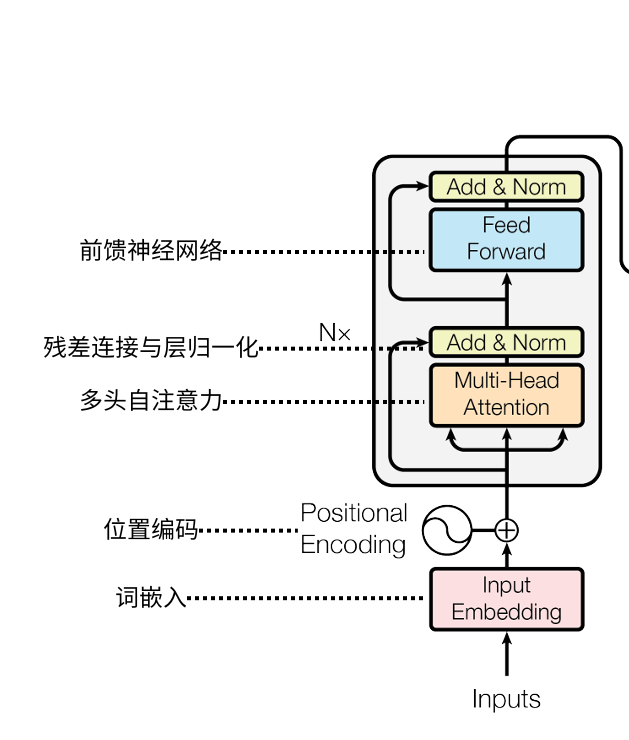 Add & Norm
Feed
Forward
前馈神经网络
Nx
Add & Norm
残差连接与层归一化
Multi-Head
Attention
多头自注意力
Positional
Encoding
位置编码
Input
Embedding
词嵌入
Inputs